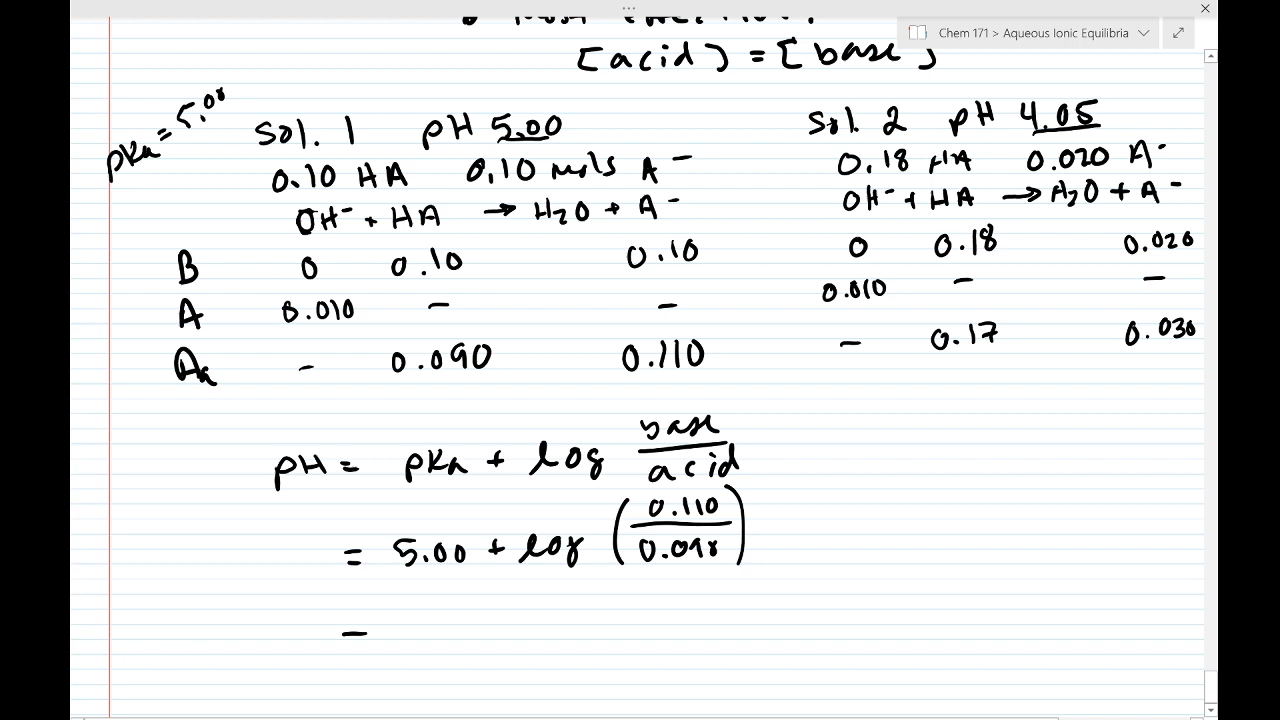 Chem 171 > Aqueous Ionic Equilibria
[acid] = [base]
pKa = 5.00
Sol. 1 pH 5.00
0.10 HA 0.10 mols A⁻
OH⁻ + HA → H₂O + A⁻
B 0 0.10 0.10
A 0.010 – –
Aa – 0.090 0.110
Sol. 2 pH 4.05
0.18 HA 0.020 A⁻
OH⁻ + HA → H₂O + A⁻
0 0.18 0.020
0.010 – –
– 0.17 0.030
pH = pKa + log base/acid
= 5.00 + log (0.110/0.090)
=